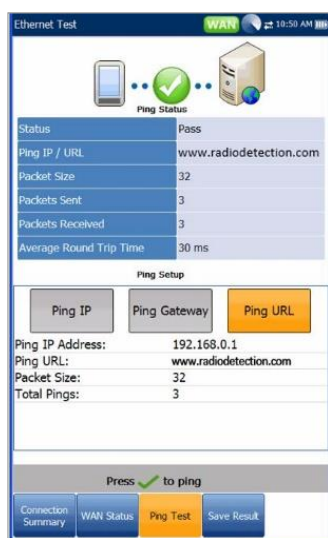 Ethernet Test WAN 10:50 AM
Ping Status
Status Pass
Ping IP / URL www.radiodetection.com
Packet Size 32
Packets Sent 3
Packets Received 3
Average Round Trip Time 30 ms
Ping Setup
Ping IP Ping Gateway Ping URL
Ping IP Address: 192.168.0.1
Ping URL: www.radiodetection.com
Packet Size: 32
Total Pings: 3
Press to ping
Connection Summary WAN Status Ping Test Save Result